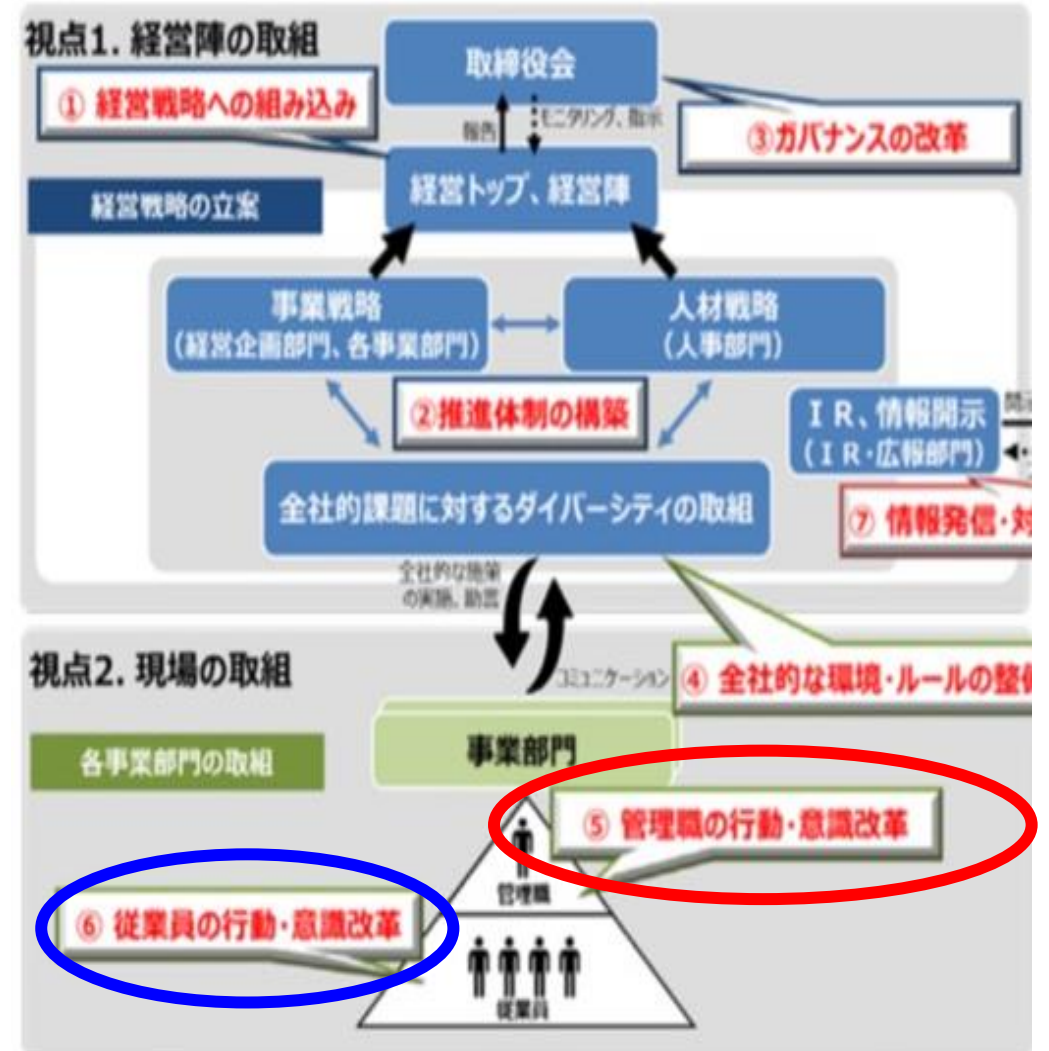 視点1. 経営陣の取組
取締役会
① 経営戦略への組み込み
報告
モニタリング、指示
③ガバナンスの改革
経営トップ、経営陣
経営戦略の立案
事業戦略
(経営企画部門、各事業部門)
人材戦略
(人事部門)
②推進体制の構築
ＩＲ、情報開示
(ＩＲ・広報部門)
開示
⑦ 情報発信・対
全社的課題に対するダイバーシティの取組
全社的な施策
の実施、助言
視点2. 現場の取組
コミュニケーション
④ 全社的な環境・ルールの整備
各事業部門の取組
事業部門
⑤ 管理職の行動・意識改革
管理職
⑥ 従業員の行動・意識改革
従業員